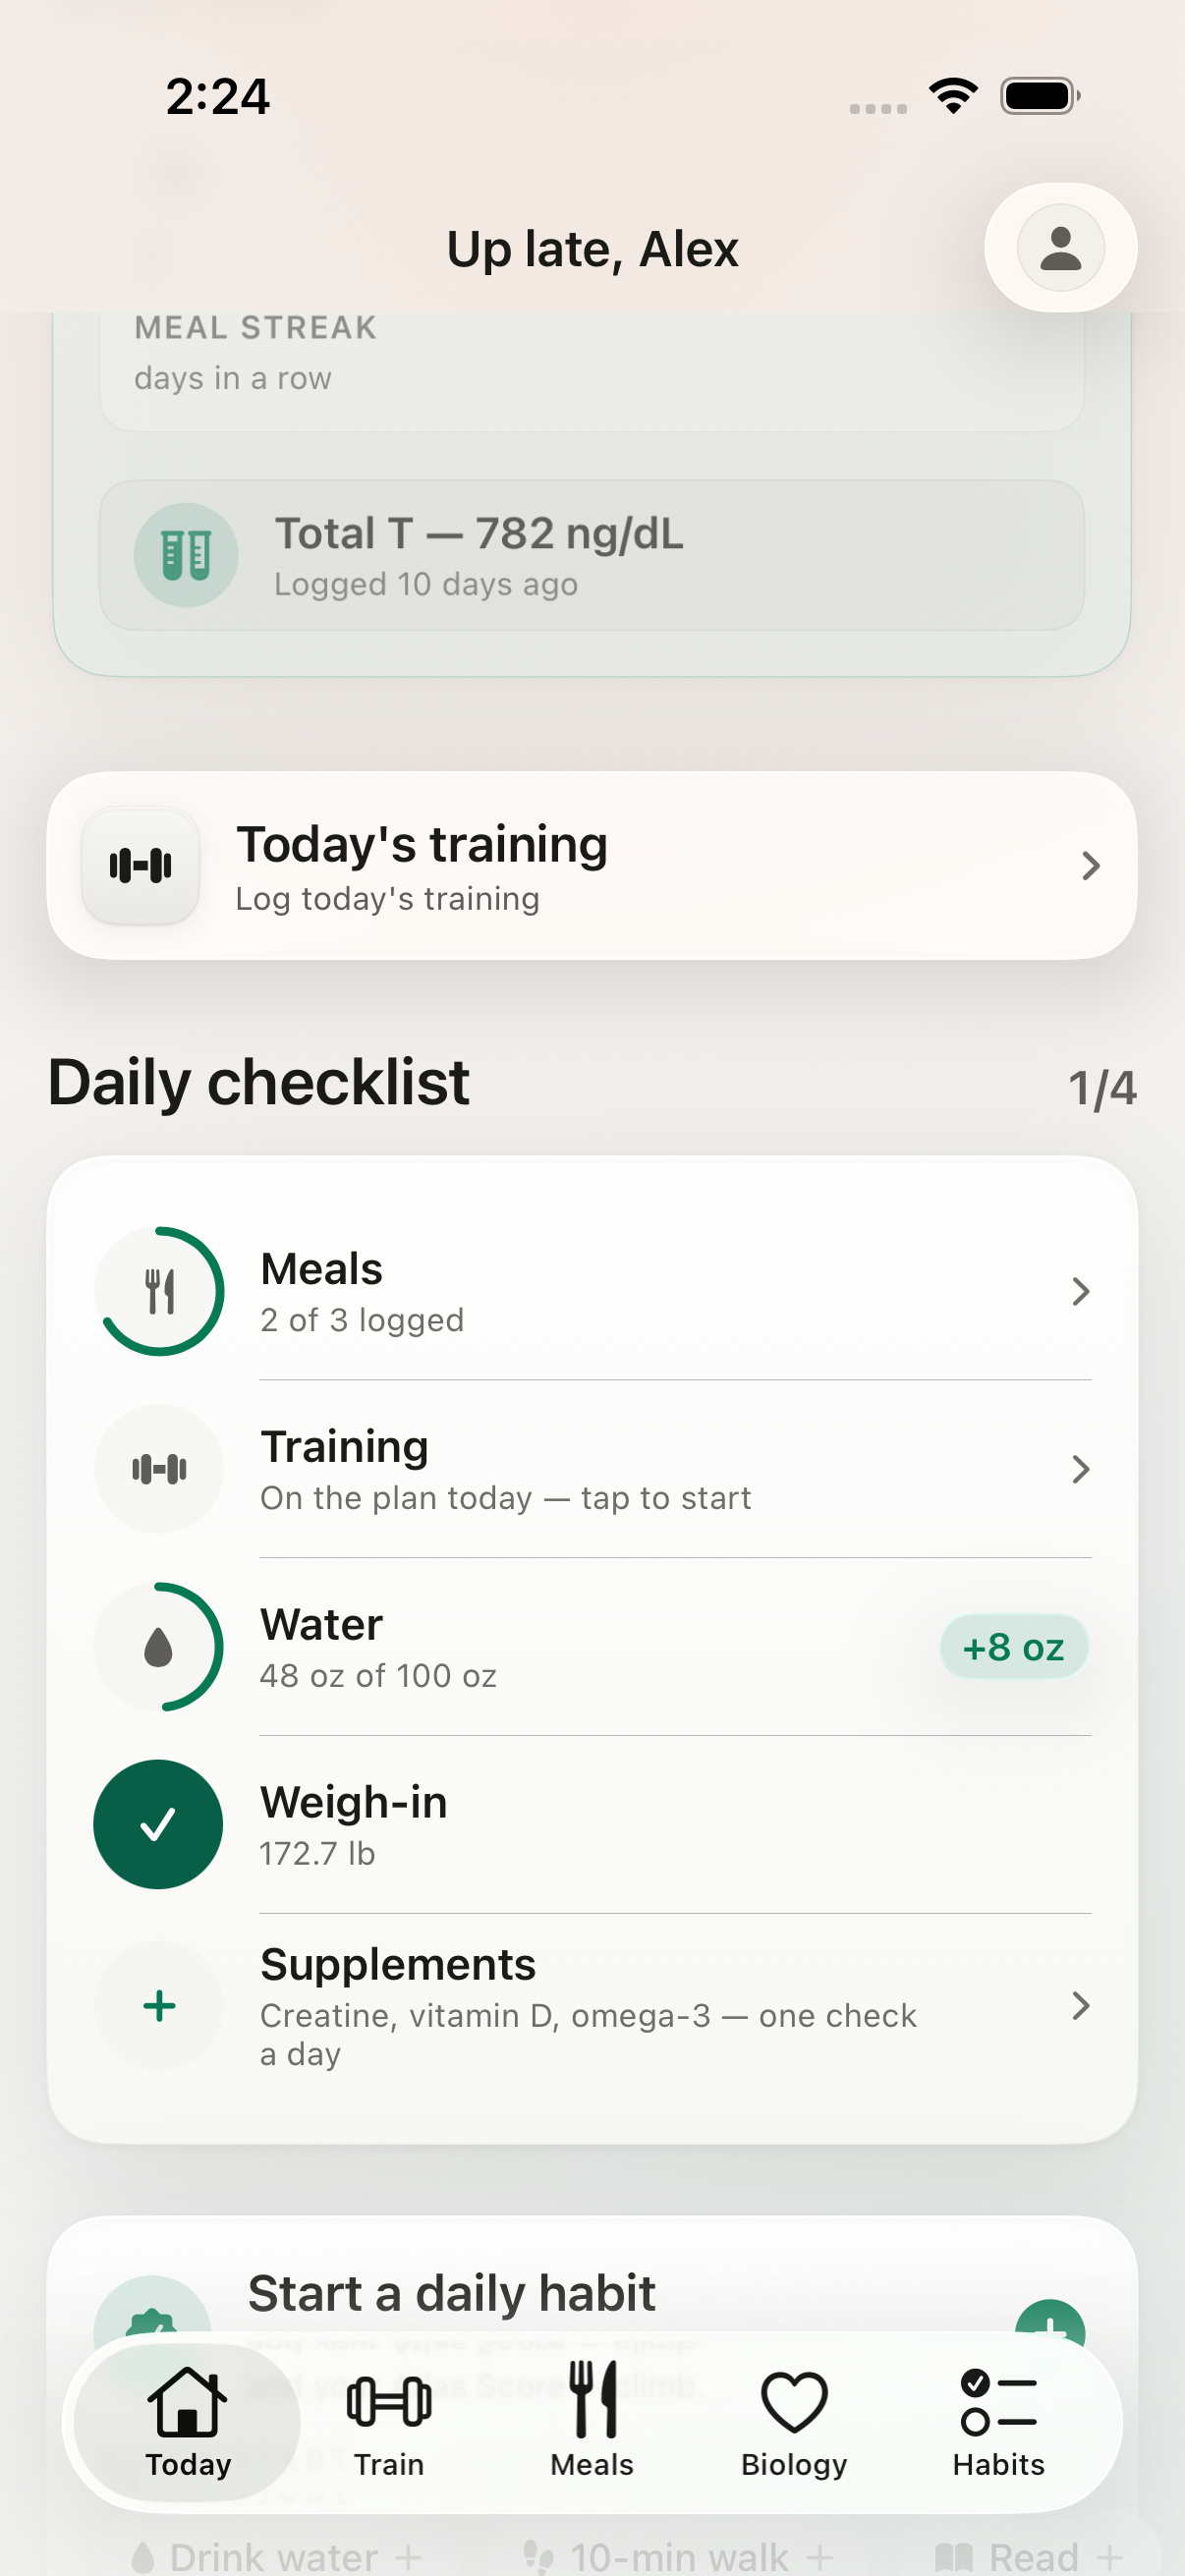 2:24
Up late, Alex
MEAL STREAK
days in a row
Total T — 782 ng/dL
Logged 10 days ago
Today's training
Log today's training
Daily checklist
1/4
Meals
2 of 3 logged
Training
On the plan today — tap to start
Water
48 oz of 100 oz
+8 oz
Weigh-in
172.7 lb
Supplements
Creatine, vitamin D, omega-3 — one check
a day
Start a daily habit
Score
climb.
Today
Train
Meals
Biology
Habits
Drink water +
10-min walk +
Read +